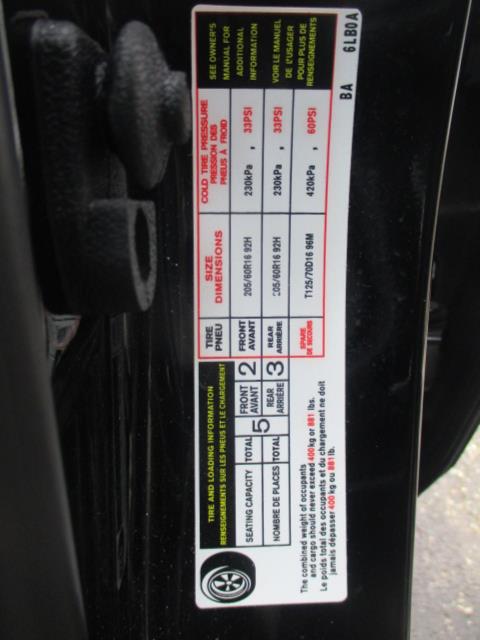 TIRE AND LOADING INFORMATION
RENSEIGNEMENTS SUR LES PNEUS ET LE CHARGEMENT
SEATING CAPACITY TOTAL 5 FRONT AVANT 2
NOMBRE DE PLACES TOTAL REAR ARRIÈRE 3
The combined weight of occupants
and cargo should never exceed 400 kg or 881 lbs.
Le poids total des occupants et du chargement ne doit
jamais dépasser 400 kg ou 881 lb.
TIRE
PNEU
SIZE
DIMENSIONS
COLD TIRE PRESSURE
PRESSION DES
PNEUS À FROID
FRONT
AVANT
205/60R16 92H
230kPa , 33PSI
REAR
ARRIÈRE
205/60R16 92H
230kPa , 33PSI
SPARE
DE SECOURS
T125/70D16 96M
420kPa , 60PSI
SEE OWNER'S
MANUAL FOR
ADDITIONAL
INFORMATION
VOIR LE MANUEL
DE L'USAGER
POUR PLUS DE
RENSEIGNEMENTS
BA 6LB0A